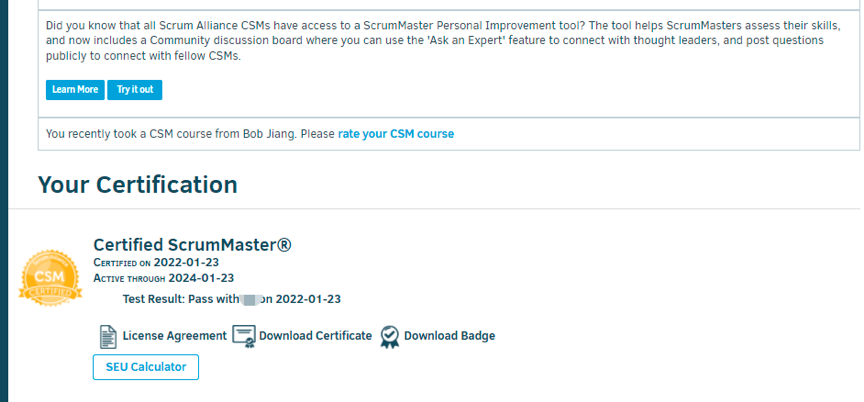 Did you know that all Scrum Alliance CSMs have access to a ScrumMaster Personal Improvement tool? The tool helps ScrumMasters assess their skills,
and now includes a Community discussion board where you can use the 'Ask an Expert' feature to connect with thought leaders, and post questions
publicly to connect with fellow CSMs.
Learn More Try it out
You recently took a CSM course from Bob Jiang. Please rate your CSM course
Your Certification
Certified ScrumMaster®
CERTIFIED ON 2022-01-23
ACTIVE THROUGH 2024-01-23
CSM
CERTIFIED
Test Result: Pass with on 2022-01-23
License Agreement Download Certificate Download Badge
SEU Calculator